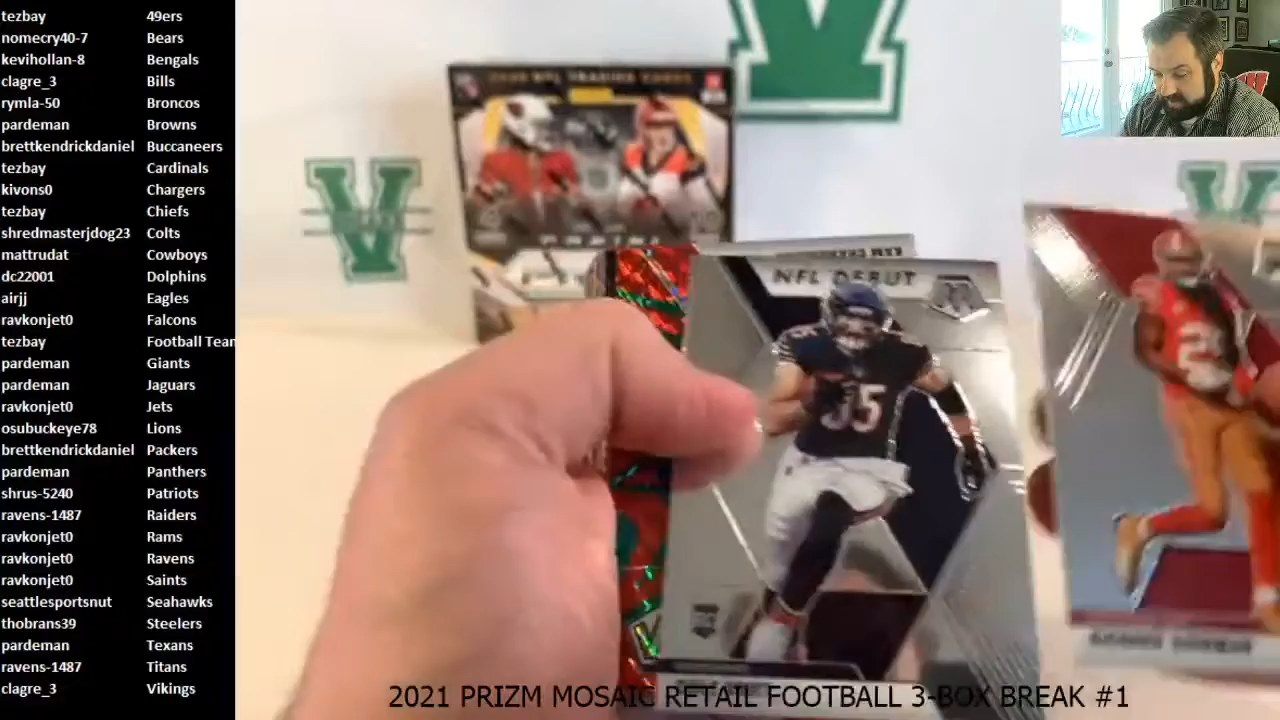 tezbay 49ers
nomecry40-7 Bears
kevihollan-8 Bengals
clagre_3 Bills
rymla-50 Broncos
pardeman Browns
brettkendrickdaniel Buccaneers
tezbay Cardinals
kivons0 Chargers
tezbay Chiefs
shredmasterjdog23 Colts
mattrudat Cowboys
dc22001 Dolphins
airjj Eagles
ravkonjet0 Falcons
tezbay Football Team
pardeman Giants
pardeman Jaguars
ravkonjet0 Jets
osubuckeye78 Lions
brettkendrickdaniel Packers
pardeman Panthers
shrus-5240 Patriots
ravens-1487 Raiders
ravkonjet0 Rams
ravkonjet0 Ravens
ravkonjet0 Saints
seattlesportsnut Seahawks
thobrans39 Steelers
pardeman Texans
ravens-1487 Titans
clagre_3 Vikings
NFL TRADING CARDS
V
V
V
NFL DEBUT
35
2021 PRIZM MOSAIC RETAIL FOOTBALL 3-BOX BREAK #1